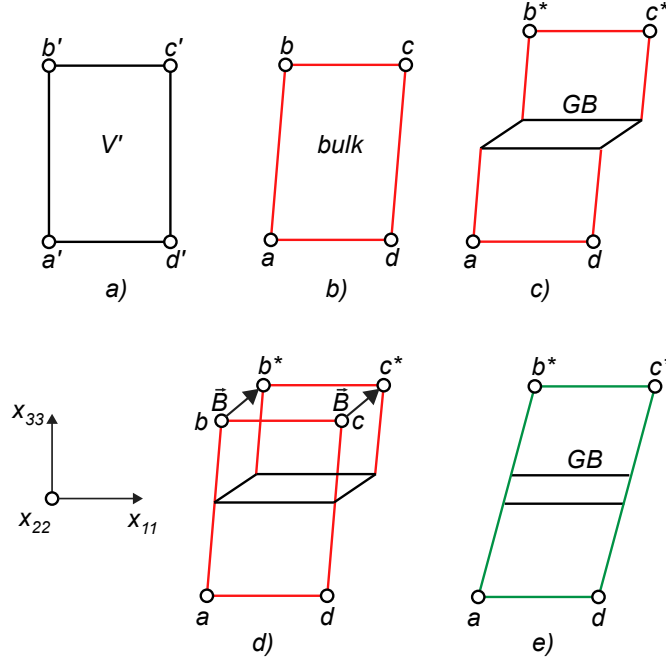 b' c'
V'
a' d'
a)
b c
bulk
a d
b)
b* c*
GB
a d
c)
x33
x22 x11
b* c*
B B
b c
a d
d)
b* c*
GB
a d
e)